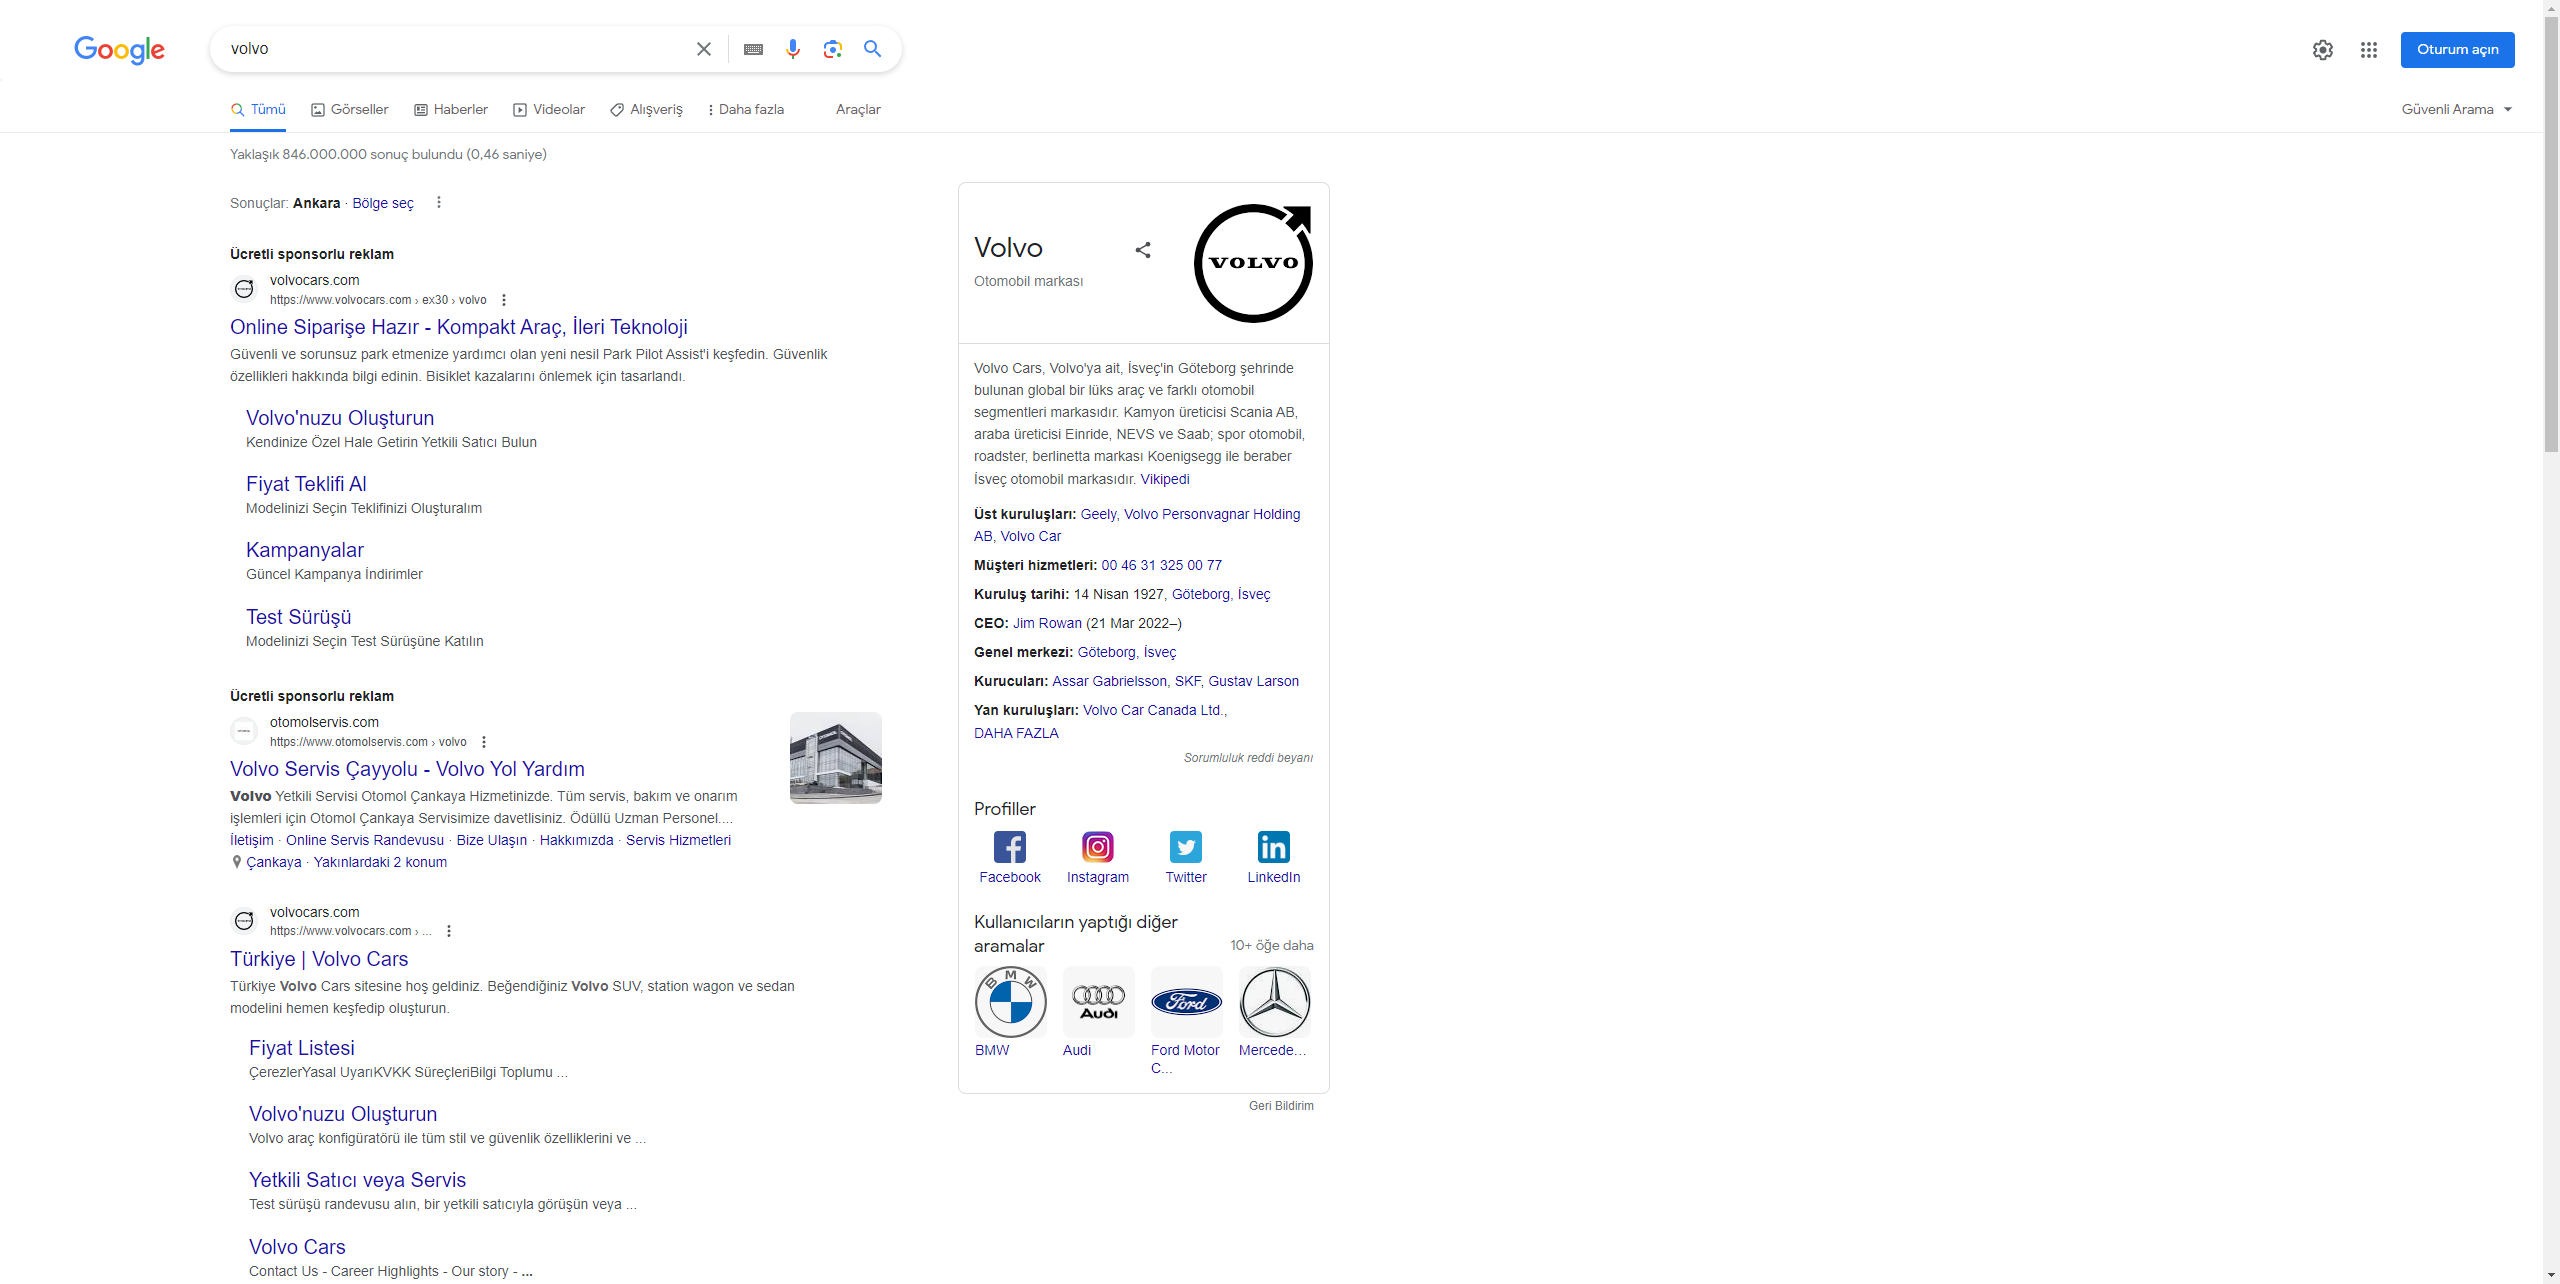 Google
volvo
Oturum açın
Tümü
Görseller
Haberler
Videolar
Alışveriş
Daha fazla
Araçlar
Güvenli Arama
Yaklaşık 846.000.000 sonuç bulundu (0,46 saniye)
Sonuçlar: Ankara · Bölge seç
Ücretli sponsorlu reklam
volvocars.com
https://www.volvocars.com › ex30 › volvo
Online Siparişe Hazır - Kompakt Araç, İleri Teknoloji
Güvenli ve sorunsuz park etmenize yardımcı olan yeni nesil Park Pilot Assist'i keşfedin. Güvenlik
özellikleri hakkında bilgi edinin. Bisiklet kazalarını önlemek için tasarlandı.
Volvo'nuzu Oluşturun
Kendinize Özel Hale Getirin Yetkili Satıcı Bulun
Fiyat Teklifi Al
Modelinizi Seçin Teklifinizi Oluşturalım
Kampanyalar
Güncel Kampanya İndirimler
Test Sürüşü
Modelinizi Seçin Test Sürüşüne Katılın
Ücretli sponsorlu reklam
otomolservis.com
https://www.otomolservis.com › volvo
Volvo Servis Çayyolu - Volvo Yol Yardım
Volvo Yetkili Servisi Otomol Çankaya Hizmetinizde. Tüm servis, bakım ve onarım
işlemleri için Otomol Çankaya Servisimize davetlisiniz. Ödüllü Uzman Personel....
İletişim · Online Servis Randevusu · Bize Ulaşın · Hakkımızda · Servis Hizmetleri
Çankaya · Yakınlardaki 2 konum
volvocars.com
https://www.volvocars.com › ...
Türkiye | Volvo Cars
Türkiye Volvo Cars sitesine hoş geldiniz. Beğendiğiniz Volvo SUV, station wagon ve sedan
modelini hemen keşfedip oluşturun.
Fiyat Listesi
ÇerezlerYasal UyarıKVKK SüreçleriBilgi Toplumu ...
Volvo'nuzu Oluşturun
Volvo araç konfigüratörü ile tüm stil ve güvenlik özelliklerini ve ...
Yetkili Satıcı veya Servis
Test sürüşü randevusu alın, bir yetkili satıcıyla görüşün veya ...
Volvo Cars
Contact Us - Career Highlights - Our story - ...
Volvo
Otomobil markası
VOLVO
Volvo Cars, Volvo'ya ait, İsveç'in Göteborg şehrinde
bulunan global bir lüks araç ve farklı otomobil
segmentleri markasıdır. Kamyon üreticisi Scania AB,
araba üreticisi Einride, NEVS ve Saab; spor otomobil,
roadster, berlinetta markası Koenigsegg ile beraber
İsveç otomobil markasıdır. Vikipedi
Üst kuruluşları: Geely, Volvo Personvagnar Holding
AB, Volvo Car
Müşteri hizmetleri: 00 46 31 325 00 77
Kuruluş tarihi: 14 Nisan 1927, Göteborg, İsveç
CEO: Jim Rowan (21 Mar 2022–)
Genel merkezi: Göteborg, İsveç
Kurucuları: Assar Gabrielsson, SKF, Gustav Larson
Yan kuruluşları: Volvo Car Canada Ltd.,
DAHA FAZLA
Sorumluluk reddi beyanı
Profiller
Facebook
Instagram
Twitter
LinkedIn
Kullanıcıların yaptığı diğer
aramalar
10+ öğe daha
BMW
Audi
Ford
BMW
Audi
Ford Motor
C...
Mercede...
Geri Bildirim